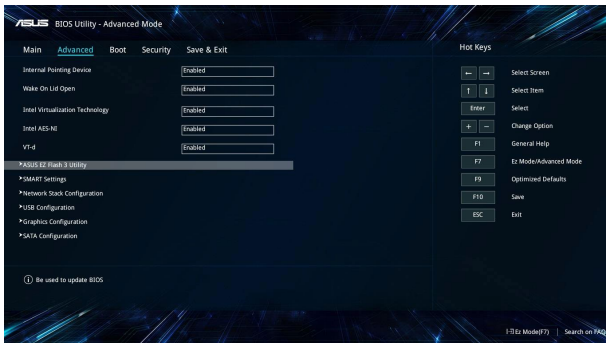 ASUS BIOS Utility - Advanced Mode
Main Advanced Boot Security Save & Exit
Internal Pointing Device Enabled
Wake On Lid Open Enabled
Intel Virtualization Technology Enabled
Intel AES-NI Enabled
VT-d Enabled
ASUS EZ Flash 3 Utility
SMART Settings
Network Stack Configuration
USB Configuration
Graphics Configuration
SATA Configuration
Be used to update BIOS
Hot Keys
← → Select Screen
↑ ↓ Select Item
Enter Select
+ − Change Option
F1 General Help
F7 Ez Mode/Advanced Mode
F9 Optimized Defaults
F10 Save
ESC Exit
Ez Mode(F7) | Search on FAQ